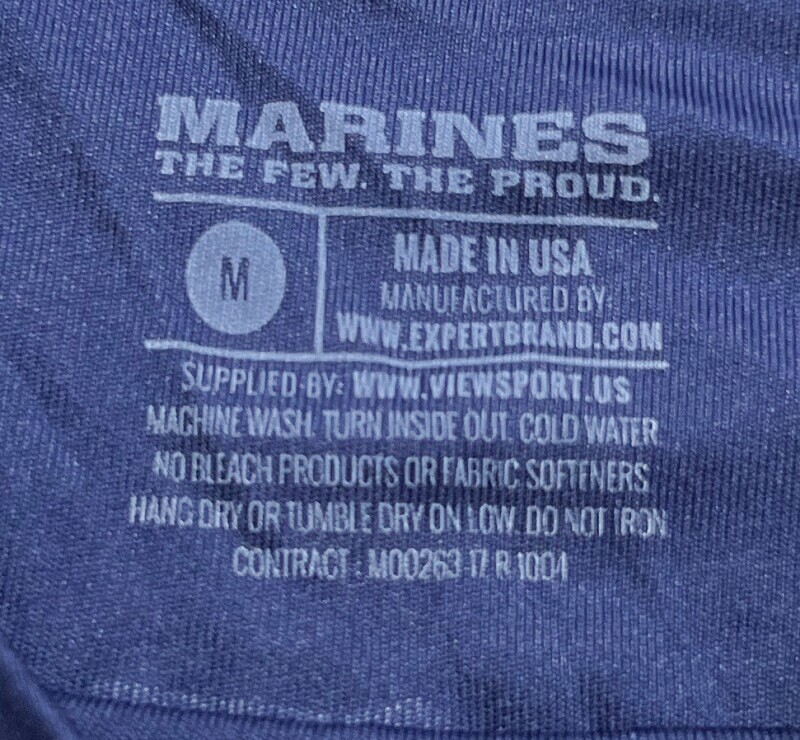 MARINES
THE FEW. THE PROUD.
M
MADE IN USA
MANUFACTURED BY:
WWW.EXPERTBRAND.COM
SUPPLIED BY: WWW.VIEWSPORT.US
MACHINE WASH. TURN INSIDE OUT. COLD WATER
NO BLEACH PRODUCTS OR FABRIC SOFTENERS
HANG DRY OR TUMBLE DRY ON LOW. DO NOT IRON
CONTRACT : M00263-17 R 1004